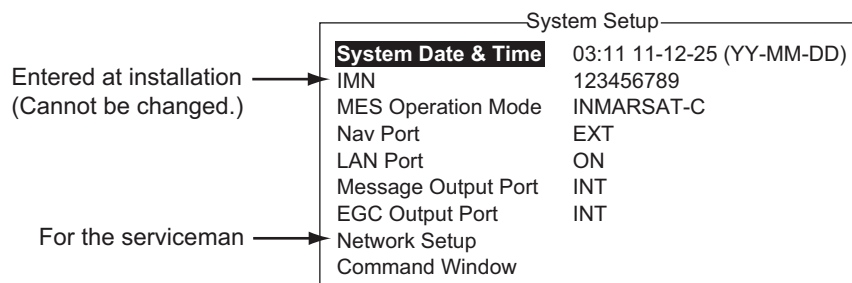 System Setup
System Date & Time 03:11 11-12-25 (YY-MM-DD)
Entered at installation
(Cannot be changed.)
IMN 123456789
MES Operation Mode INMARSAT-C
Nav Port EXT
LAN Port ON
Message Output Port INT
EGC Output Port INT
For the serviceman
Network Setup
Command Window